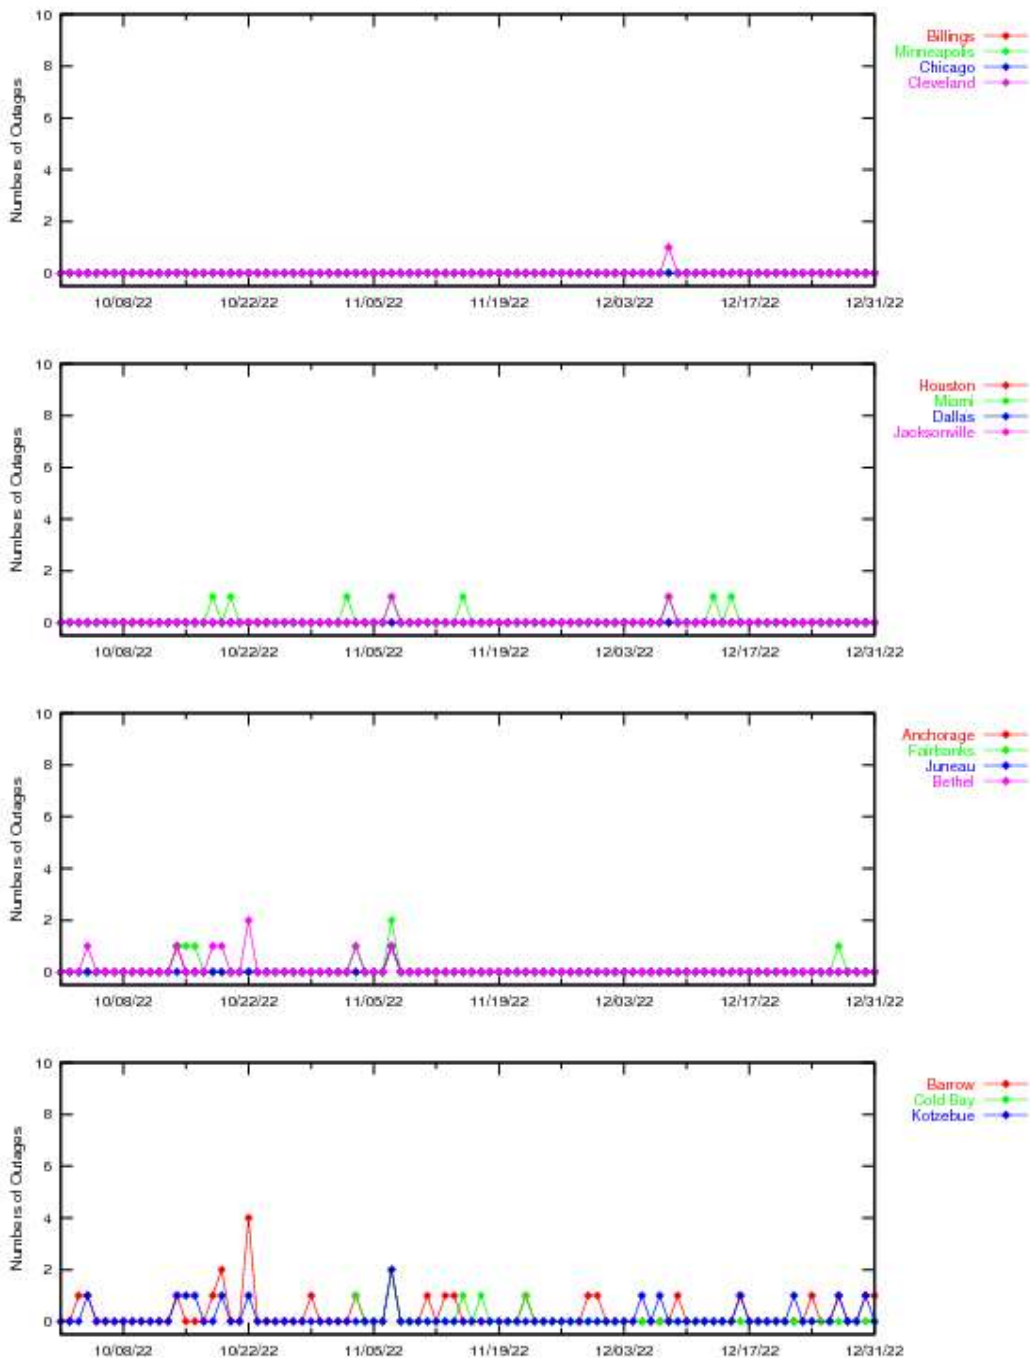 10
8
6
4
2
0
Numbers of Outages
10/08/22 10/22/22 11/05/22 11/19/22 12/03/22 12/17/22 12/31/22
Billings
Minneapolis
Chicago
Cleveland
10
8
6
4
2
0
Numbers of Outages
10/08/22 10/22/22 11/05/22 11/19/22 12/03/22 12/17/22 12/31/22
Houston
Miami
Dallas
Jacksonville
10
8
6
4
2
0
Numbers of Outages
10/08/22 10/22/22 11/05/22 11/19/22 12/03/22 12/17/22 12/31/22
Anchorage
Fairbanks
Juneau
Bethel
10
8
6
4
2
0
Numbers of Outages
10/08/22 10/22/22 11/05/22 11/19/22 12/03/22 12/17/22 12/31/22
Barrow
Cold Bay
Kotzebue